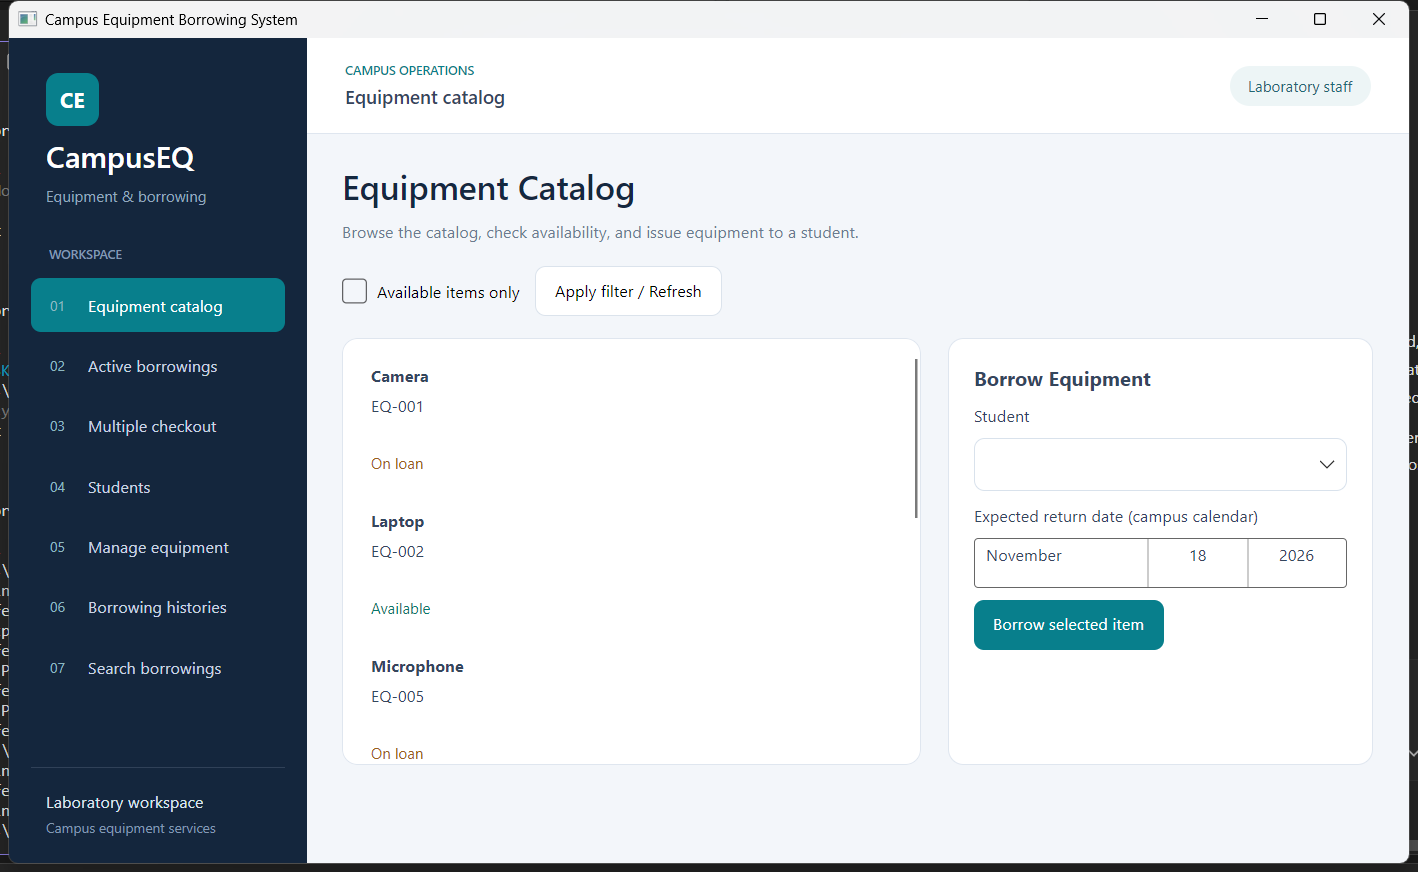 Campus Equipment Borrowing System
CE
CampusEQ
Equipment & borrowing
WORKSPACE
01 Equipment catalog
02 Active borrowings
03 Multiple checkout
04 Students
05 Manage equipment
06 Borrowing histories
07 Search borrowings
Laboratory workspace
Campus equipment services
CAMPUS OPERATIONS
Equipment catalog
Laboratory staff
Equipment Catalog
Browse the catalog, check availability, and issue equipment to a student.
Available items only
Apply filter / Refresh
Camera
EQ-001
On loan
Laptop
EQ-002
Available
Microphone
EQ-005
On loan
Borrow Equipment
Student
Expected return date (campus calendar)
November 18 2026
Borrow selected item